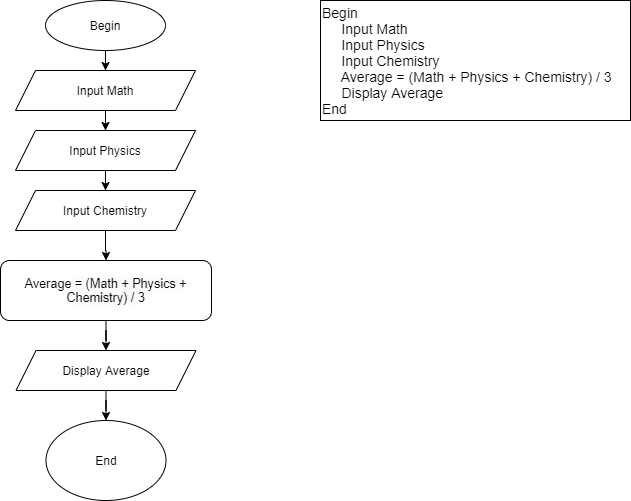 Begin
Input Math
Input Physics
Input Chemistry
Average = (Math + Physics +
Chemistry) / 3
Display Average
End
Begin
Input Math
Input Physics
Input Chemistry
Average = (Math + Physics + Chemistry) / 3
Display Average
End